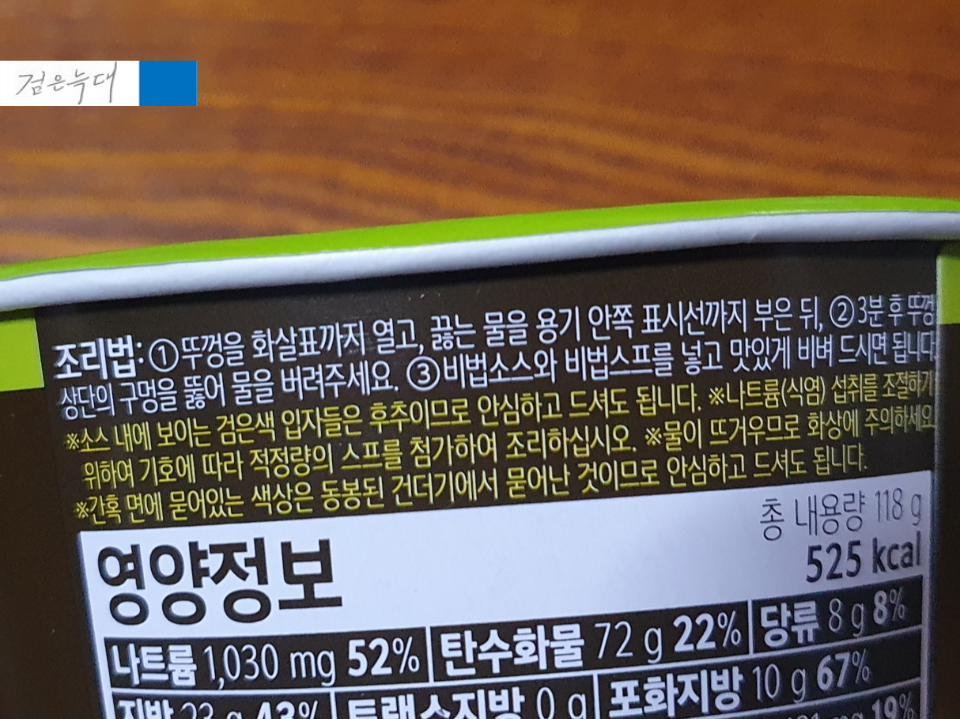 검은늑대
조리법: ① 뚜껑을 화살표까지 열고, 끓는 물을 용기 안쪽 표시선까지 부은 뒤, ② 3분 후 뚜껑
상단의 구멍을 뚫어 물을 버려주세요. ③ 비법소스와 비법스프를 넣고 맛있게 비벼 드시면 됩니다.
※소스 내에 보이는 검은색 입자들은 후추이므로 안심하고 드셔도 됩니다. ※나트륨(식염) 섭취를 조절하기
위하여 기호에 따라 적정량의 스프를 첨가하여 조리하십시오. ※물이 뜨거우므로 화상에 주의하세요.
※간혹 면에 묻어있는 색상은 동봉된 건더기에서 묻어난 것이므로 안심하고 드셔도 됩니다.
총 내용량 118 g
영양정보 525 kcal
나트륨 1,030 mg 52% 탄수화물 72 g 22% 당류 8 g 8%
지방 23 g 43% 트랜스지방 0 g 포화지방 10 g 67%
19%